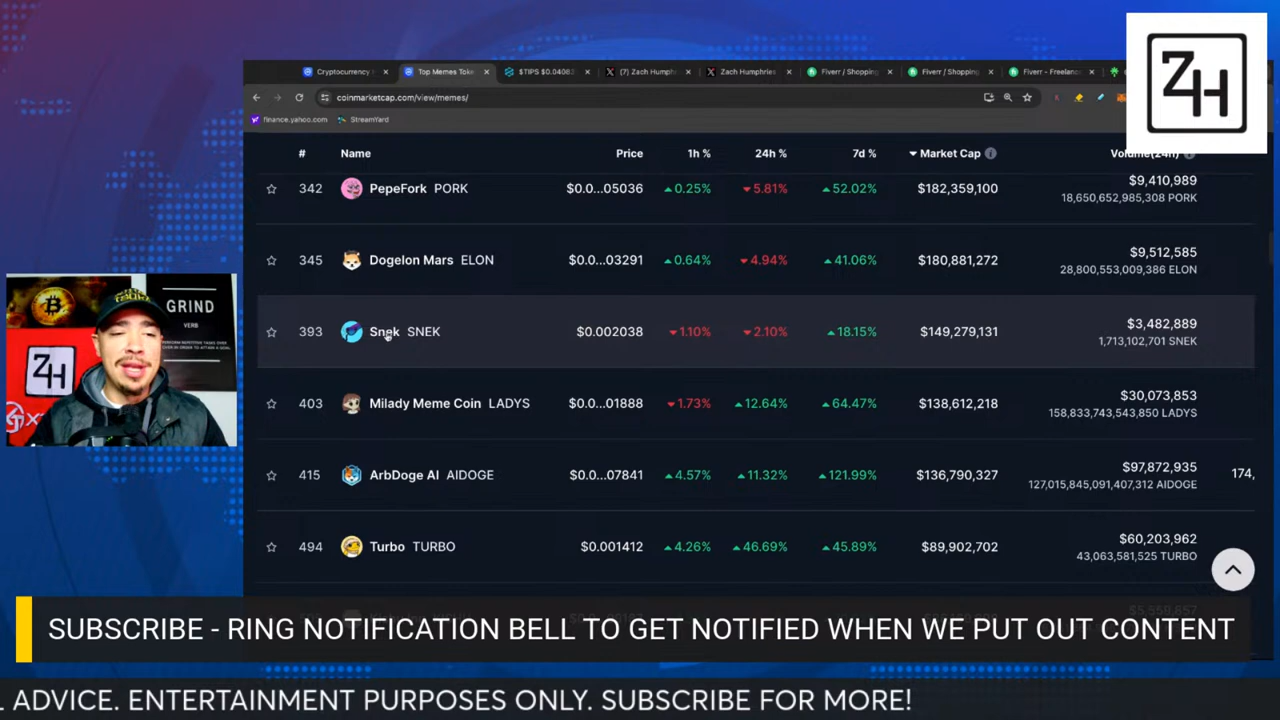 ZH
Cryptocurrency
Top Memes Toke
$TIPS $0.0408
(7) Zach Humph
Zach Humphries
Fiverr / Shopping
Fiverr / Shopping
Fiverr - Freelanc
coinmarketcap.com/view/memes/
finance.yahoo.com StreamYard
# Name Price 1h % 24h % 7d % Market Cap Volume(24h)
342 PepeFork PORK $0.0...05036 0.25% 5.81% 52.02% $182,359,100 $9,410,989
18,650,652,985,308 PORK
345 Dogelon Mars ELON $0.0...03291 0.64% 4.94% 41.06% $180,881,272 $9,512,585
28,800,553,009,386 ELON
393 Snek SNEK $0.002038 1.10% 2.10% 18.15% $149,279,131 $3,482,889
1,713,102,701 SNEK
403 Milady Meme Coin LADYS $0.0...01888 1.73% 12.64% 64.47% $138,612,218 $30,073,853
158,833,743,543,850 LADYS
415 ArbDoge AI AIDOGE $0.0...07841 4.57% 11.32% 121.99% $136,790,327 $97,872,935 174,
127,015,845,091,407,312 AIDOGE
494 Turbo TURBO $0.001412 4.26% 46.69% 45.89% $89,902,702 $60,203,962
43,063,581,525 TURBO
GRIND
VERB
ZH
SUBSCRIBE - RING NOTIFICATION BELL TO GET NOTIFIED WHEN WE PUT OUT CONTENT
ADVICE. ENTERTAINMENT PURPOSES ONLY. SUBSCRIBE FOR MORE!